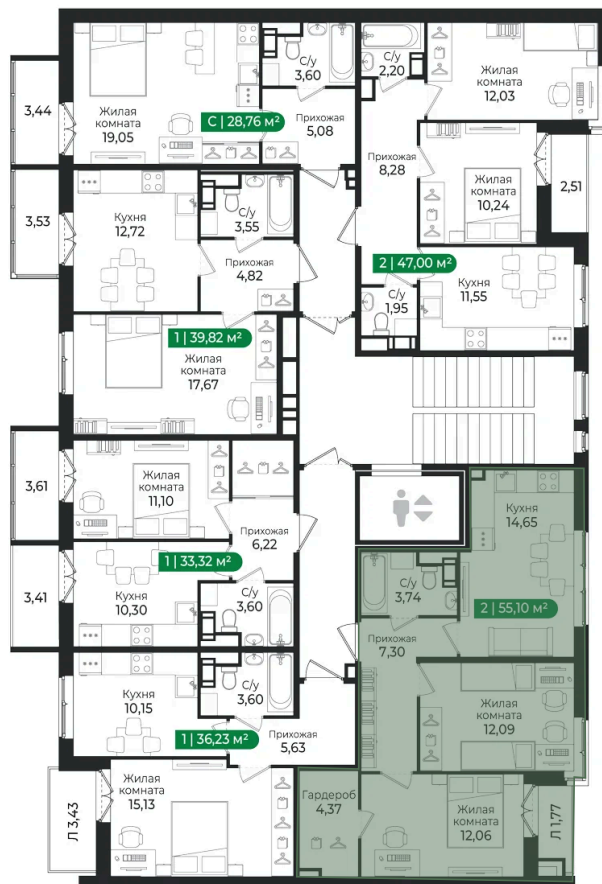 С/у
3,60
С/у
2,20
Жилая
комната
12,03
3,44
Жилая
комната
19,05
С | 28,76 м²
Прихожая
5,08
Прихожая
8,28
Жилая
комната
10,24
2,51
3,53
Кухня
12,72
С/у
3,55
Прихожая
4,82
2 | 47,00 м²
С/у
1,95
Кухня
11,55
1 | 39,82 м²
Жилая
комната
17,67
3,61
Жилая
комната
11,10
Прихожая
6,22
Кухня
14,65
1 | 33,32 м²
3,41
Кухня
10,30
С/у
3,60
С/у
3,74
2 | 55,10 м²
Прихожая
7,30
Кухня
10,15
С/у
3,60
1 | 36,23 м²
Прихожая
5,63
Жилая
комната
12,09
Л 3,43
Жилая
комната
15,13
Гардероб
4,37
Жилая
комната
12,06
Л 1,77